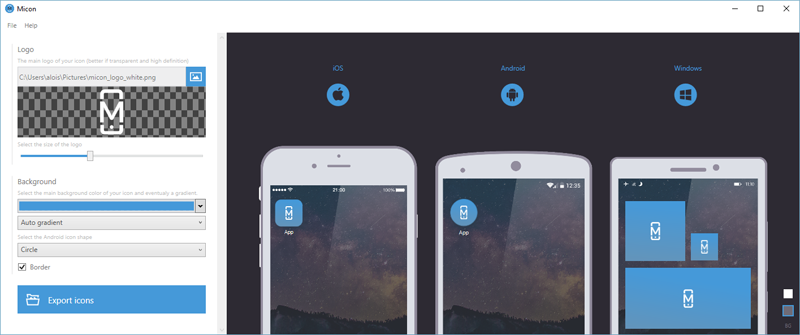 Micon
File Help
Logo
The main logo of your icon (better if transparent and high definition)
C:\Users\alois\Pictures\micon_logo_white.png
Select the size of the logo
Background
Select the main background color of your icon and eventualy a gradient.
Auto gradient
Select the Android icon shape
Circle
Border
Export icons
iOS Android Windows
21:00 100%
App
12:35
App